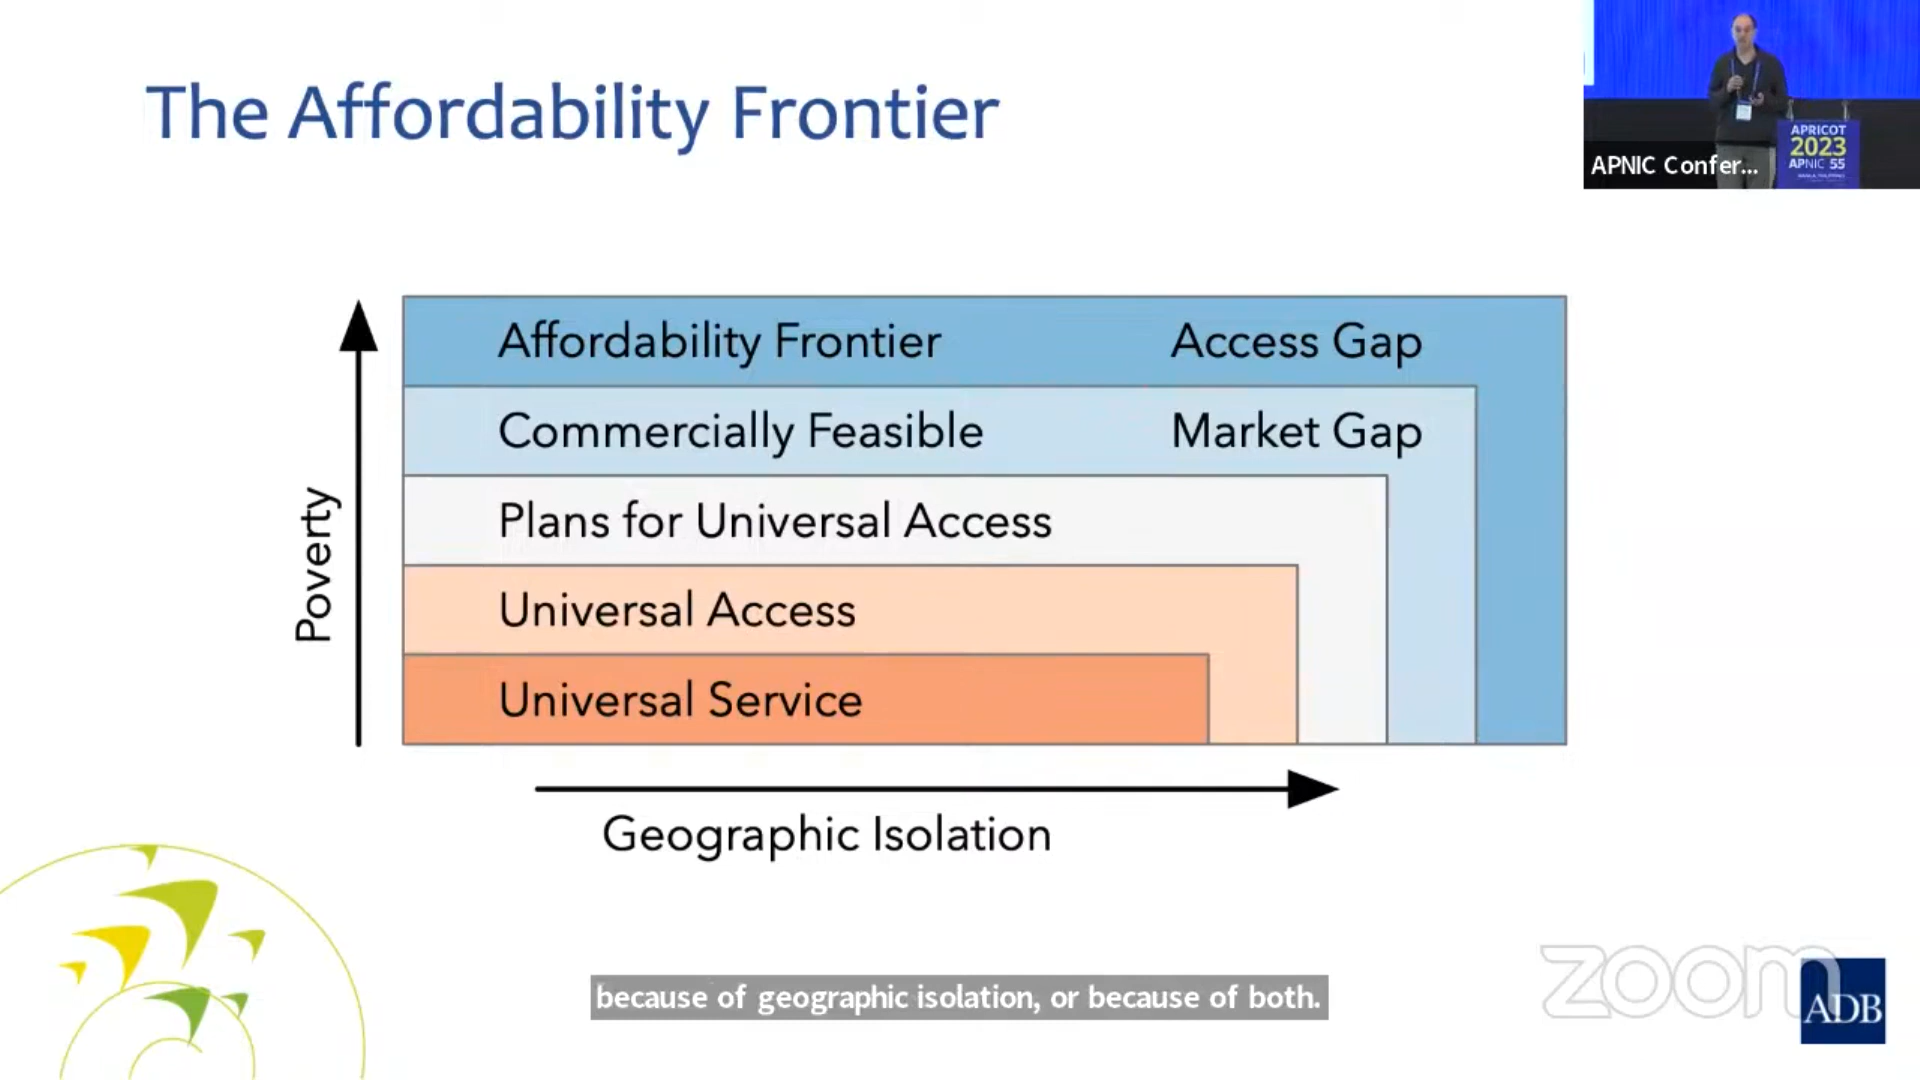 The Affordability Frontier
APRICOT
2023
APNIC 55
APNIC Confer...
Affordability Frontier Access Gap
Commercially Feasible Market Gap
Plans for Universal Access
Universal Access
Universal Service
Poverty
Geographic Isolation
because of geographic isolation, or because of both.
zoom
ADB